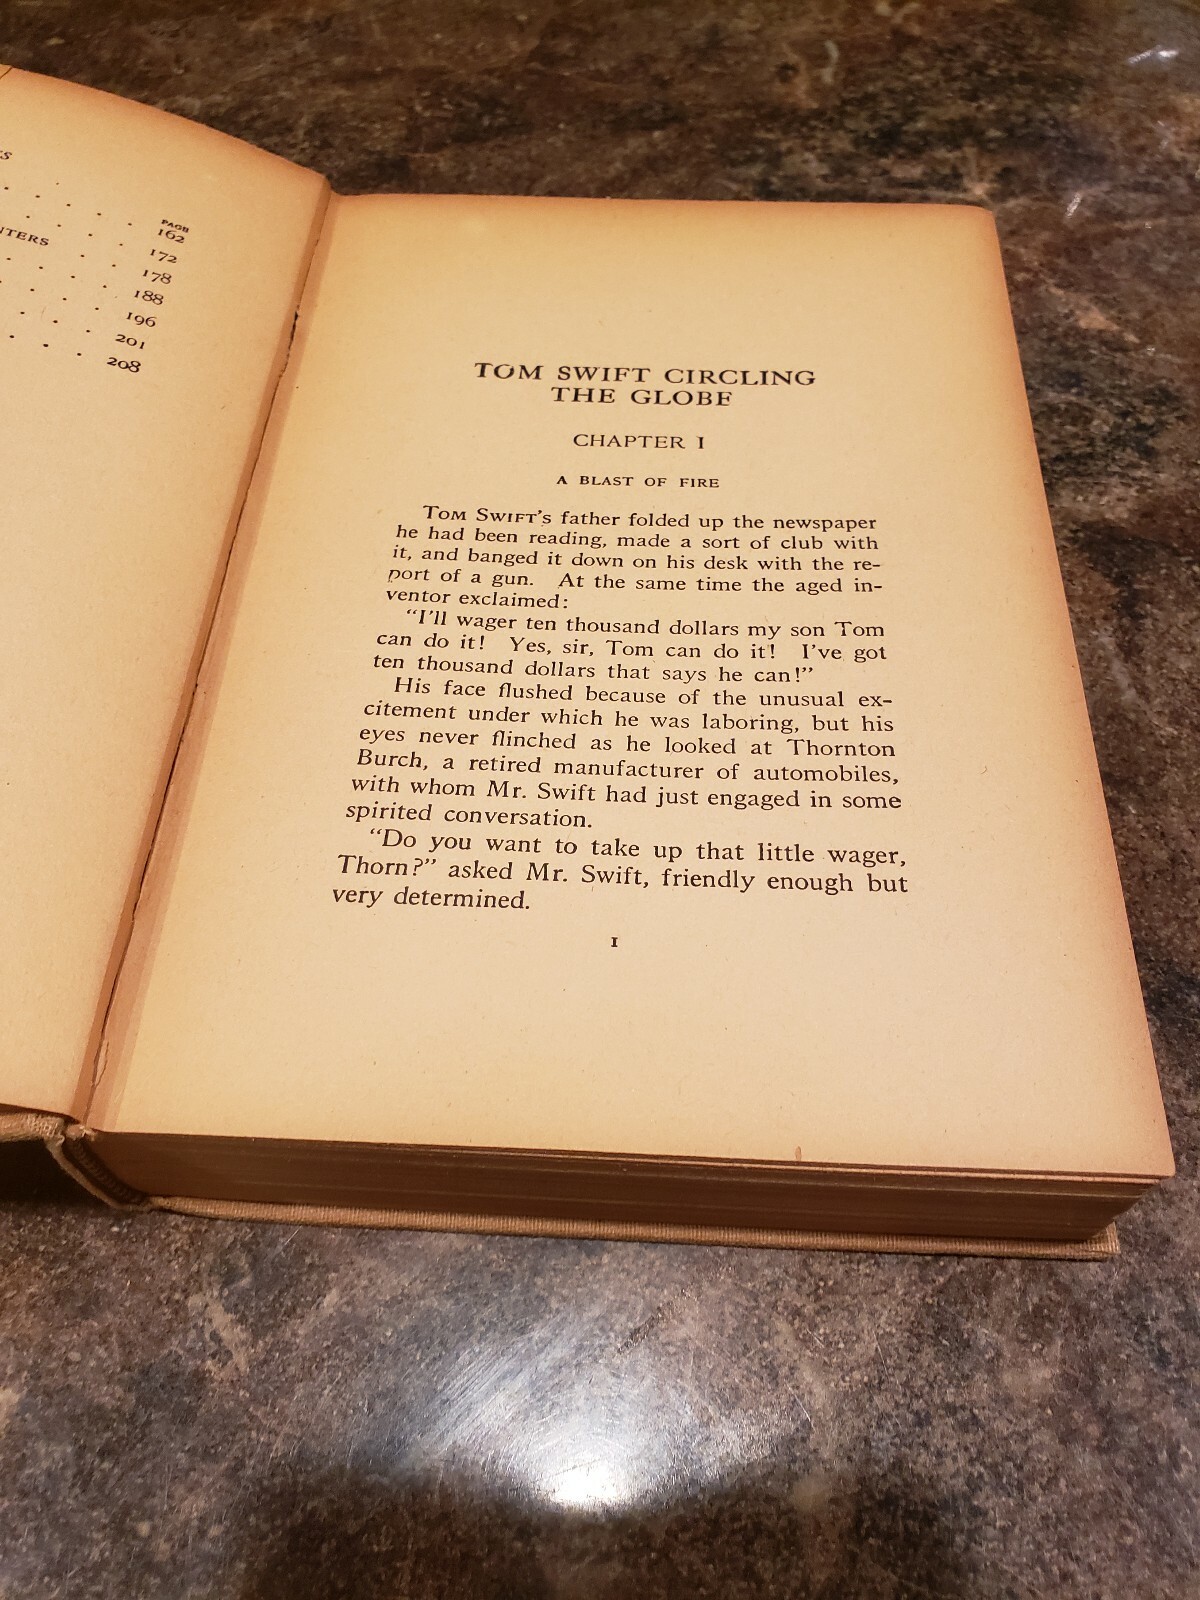 PAGE
162
172
178
188
196
201
208
TOM SWIFT CIRCLING
THE GLOBE
CHAPTER I
A BLAST OF FIRE
TOM SWIFT'S father folded up the newspaper
he had been reading, made a sort of club with
it, and banged it down on his desk with the re-
port of a gun. At the same time the aged in-
ventor exclaimed:
"I'll wager ten thousand dollars my son Tom
can do it! Yes, sir, Tom can do it! I've got
ten thousand dollars that says he can!"
His face flushed because of the unusual ex-
citement under which he was laboring, but his
eyes never flinched as he looked at Thornton
Burch, a retired manufacturer of automobiles,
with whom Mr. Swift had just engaged in some
spirited conversation.
"Do you want to take up that little wager,
Thorn?" asked Mr. Swift, friendly enough but
very determined.
1